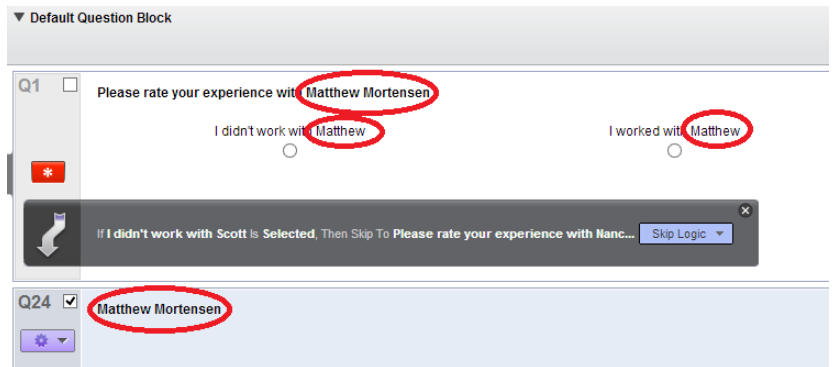 ▼ Default Question Block
Q1
Please rate your experience with Matthew Mortensen
I didn't work with Matthew I worked with Matthew
*
If I didn't work with Scott Is Selected, Then Skip To Please rate your experience with Nanc... Skip Logic
Q24
Matthew Mortensen